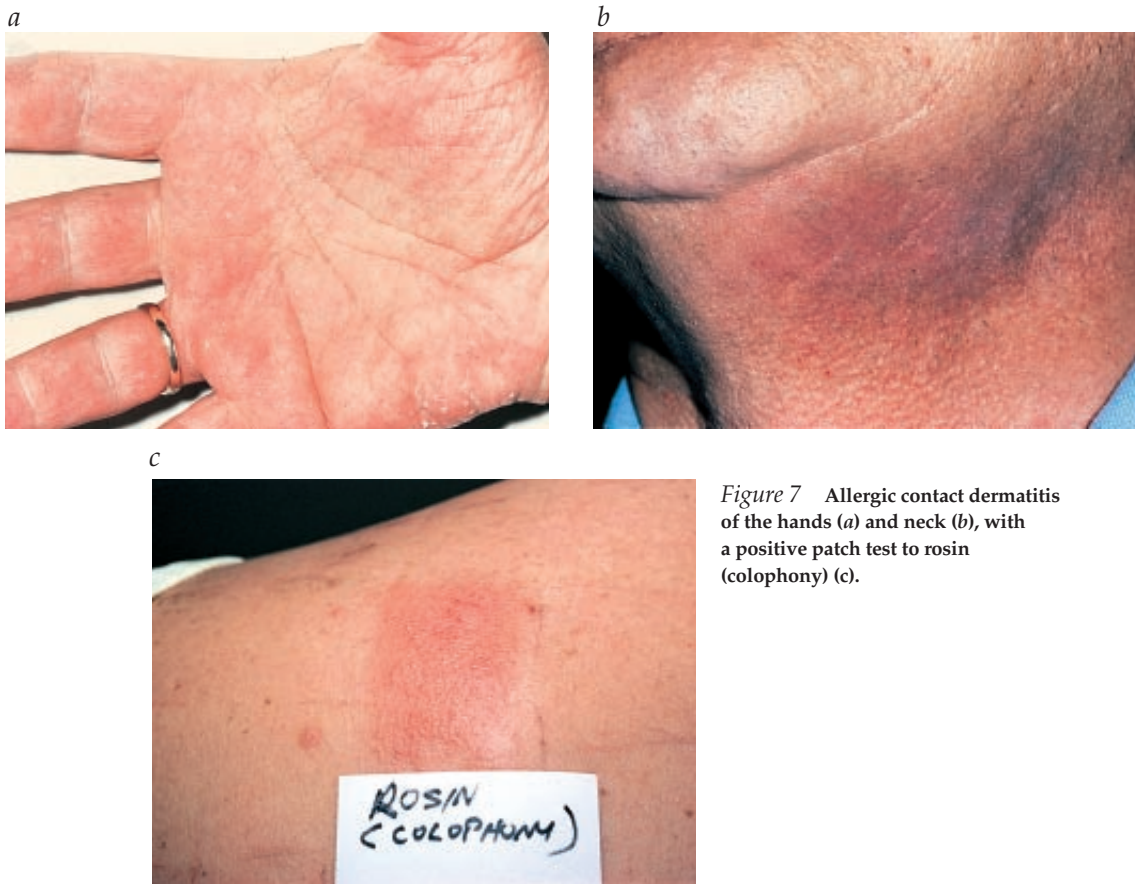 a
b
c
Figure 7 Allergic contact dermatitis
of the hands (a) and neck (b), with
a positive patch test to rosin
(colophony) (c).
ROSIN
(COLOPHONY)